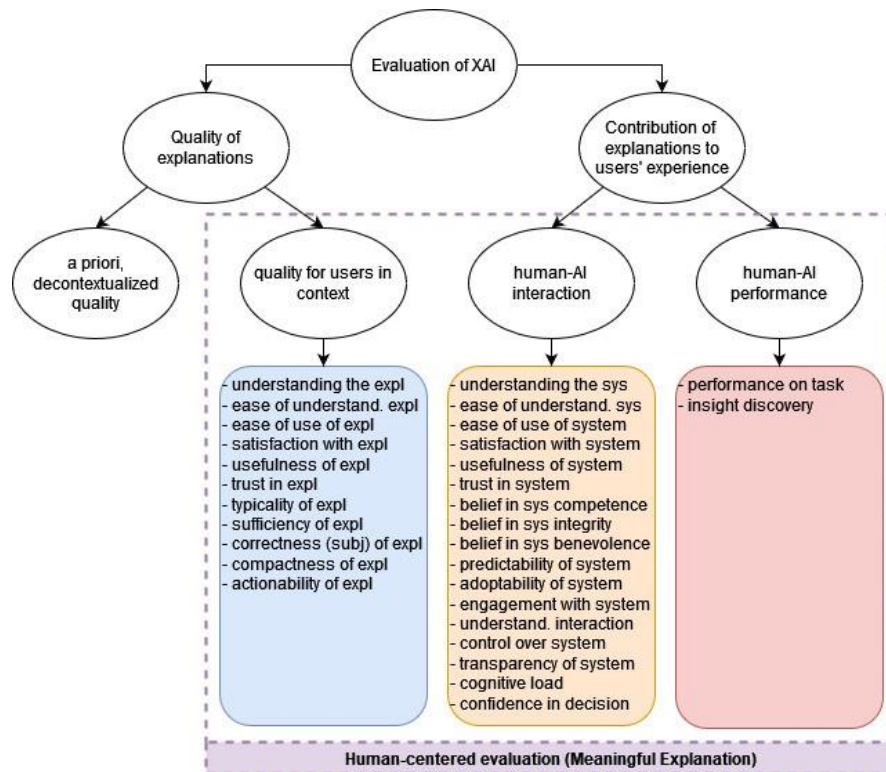 Evaluation of XAI
Quality of
explanations
Contribution of
explanations to
users' experience
a priori,
decontextualized
quality
quality for users in
context
human-AI
interaction
human-AI
performance
- understanding the expl
- ease of understand. expl
- ease of use of expl
- satisfaction with expl
- usefulness of expl
- trust in expl
- typicality of expl
- sufficiency of expl
- correctness (subj) of expl
- compactness of expl
- actionability of expl
- understanding the sys
- ease of understand. sys
- ease of use of system
- satisfaction with system
- usefulness of system
- trust in system
- belief in sys competence
- belief in sys integrity
- belief in sys benevolence
- predictability of system
- adoptability of system
- engagement with system
- understand. interaction
- control over system
- transparency of system
- cognitive load
- confidence in decision
- performance on task
- insight discovery
Human-centered evaluation (Meaningful Explanation)